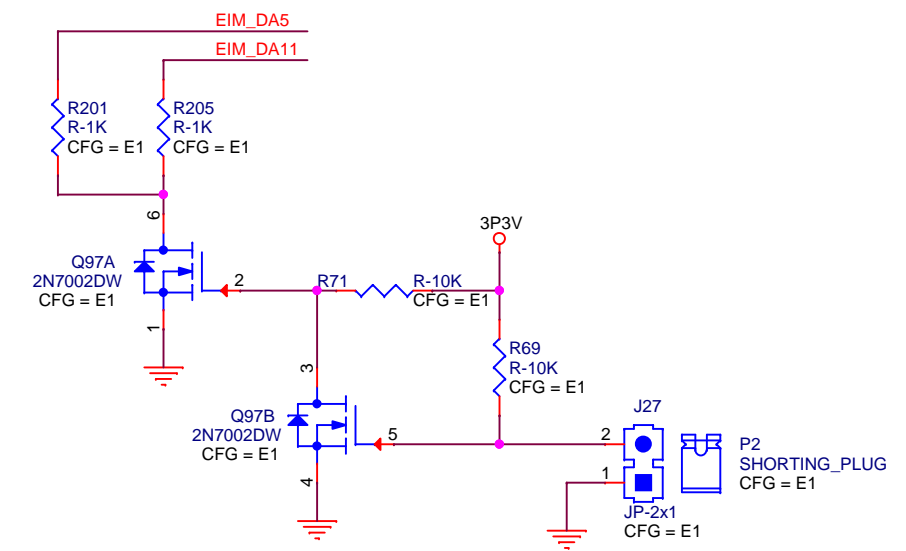 EIM_DA5
EIM_DA11
R201
R-1K
CFG = E1
R205
R-1K
CFG = E1
6
3P3V
Q97A
2N7002DW
CFG = E1
2
R71
R-10K
CFG = E1
1
R69
R-10K
CFG = E1
3
J27
Q97B
2N7002DW
CFG = E1
5
2
P2
SHORTING_PLUG
CFG = E1
4
1
JP-2x1
CFG = E1